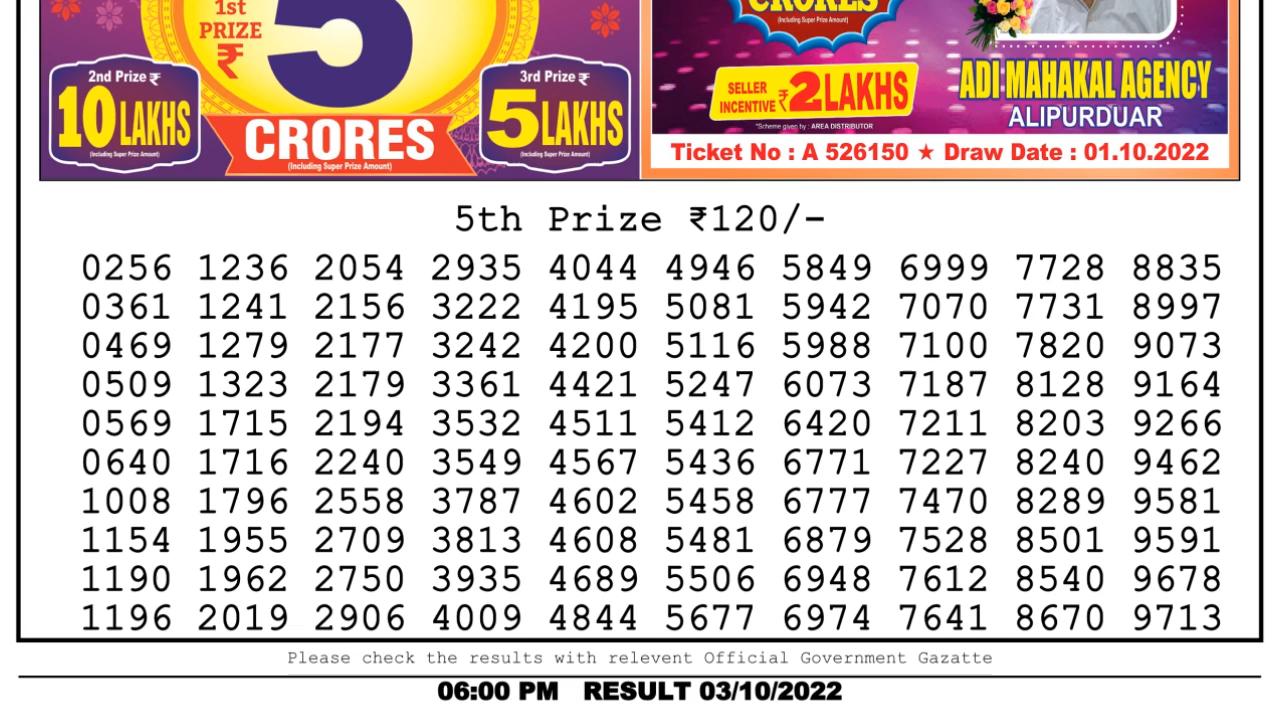 1st
PRIZE
₹
5
CRORES
(Including Super Prize Amount)
2nd Prize ₹
10 LAKHS
(Including Super Prize Amount)
3rd Prize ₹
5 LAKHS
(Including Super Prize Amount)
CRORES
(Including Super Prize Amount)
SELLER
INCENTIVE ₹ 2 LAKHS
*Scheme given by : AREA DISTRIBUTOR
ADI MAHAKAL AGENCY
ALIPURDUAR
Ticket No : A 526150 ★ Draw Date : 01.10.2022
5th Prize ₹120/-
0256 1236 2054 2935 4044 4946 5849 6999 7728 8835
0361 1241 2156 3222 4195 5081 5942 7070 7731 8997
0469 1279 2177 3242 4200 5116 5988 7100 7820 9073
0509 1323 2179 3361 4421 5247 6073 7187 8128 9164
0569 1715 2194 3532 4511 5412 6420 7211 8203 9266
0640 1716 2240 3549 4567 5436 6771 7227 8240 9462
1008 1796 2558 3787 4602 5458 6777 7470 8289 9581
1154 1955 2709 3813 4608 5481 6879 7528 8501 9591
1190 1962 2750 3935 4689 5506 6948 7612 8540 9678
1196 2019 2906 4009 4844 5677 6974 7641 8670 9713
Please check the results with relevent Official Government Gazatte
06:00 PM RESULT 03/10/2022